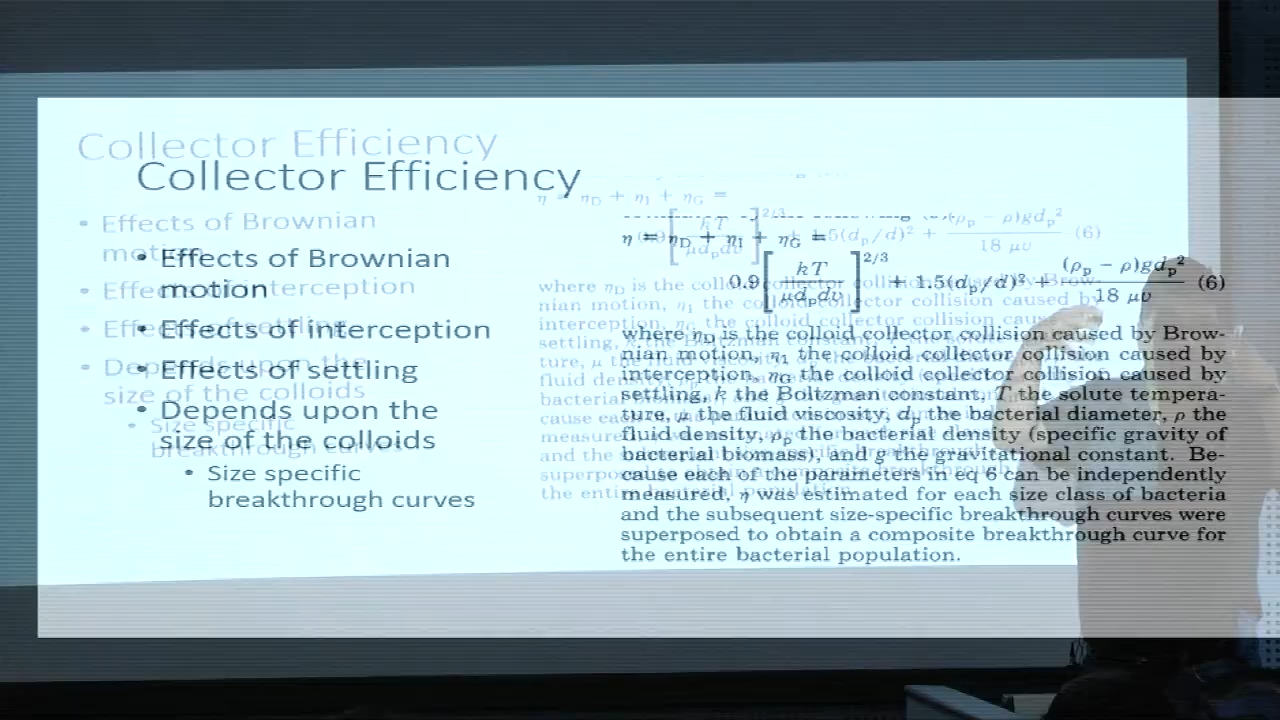 Collector Efficiency
• Effects of Brownian
motion
• Effects of interception
• Effects of settling
• Depends upon the
size of the colloids
• Size specific
breakthrough curves
η = η_D + η_I + η_G =
0.9[kT/μd_p dυ]^2/3 + 1.5(d_p/d)² + (ρ_p − ρ)gd_p²/18 μυ (6)
where η_D is the colloid collector collision caused by Brow-
nian motion, η_I the colloid collector collision caused by
interception, η_G the colloid collector collision caused by
settling, k the Boltzman constant, T the solute tempera-
ture, μ the fluid viscosity, d_p the bacterial diameter, ρ the
fluid density, ρ_p the bacterial density (specific gravity of
bacterial biomass), and g the gravitational constant. Be-
cause each of the parameters in eq 6 can be independently
measured, η was estimated for each size class of bacteria
and the subsequent size-specific breakthrough curves were
superposed to obtain a composite breakthrough curve for
the entire bacterial population.